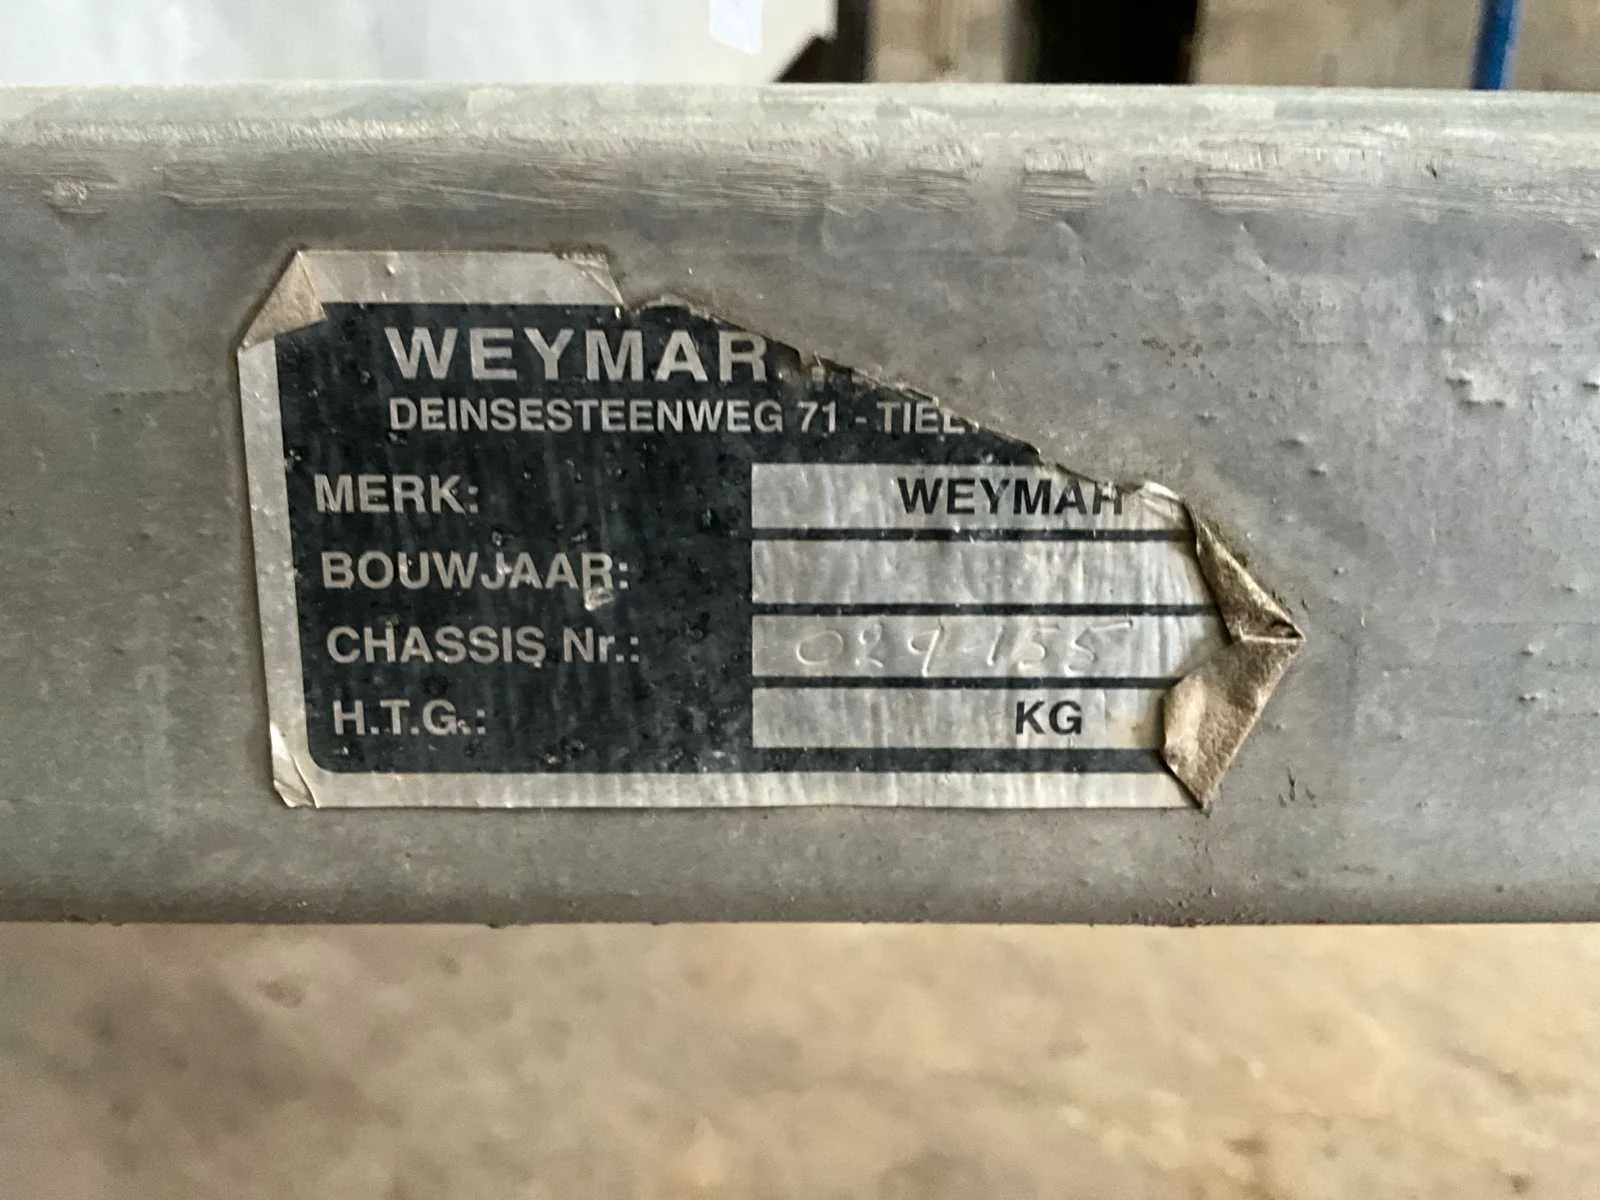 WEYMAR
DEINSESTEENWEG 71 - TIEL
MERK: WEYMAR
BOUWJAAR:
CHASSIS Nr.: 029155
H.T.G.: KG